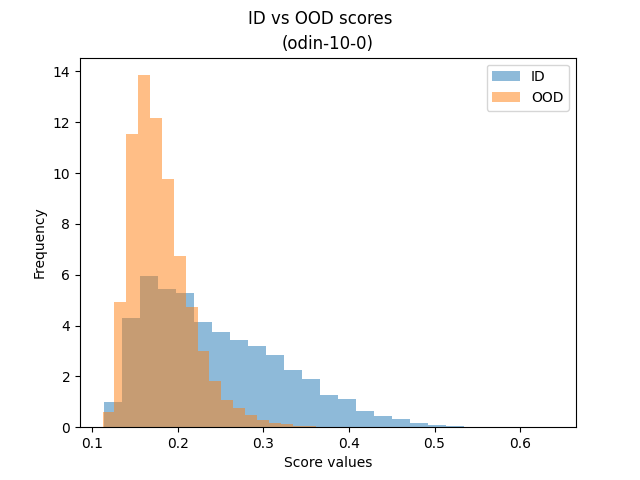 ID vs OOD scores
(odin-10-0)
ID
OOD
14
12
10
8
6
4
2
0
Frequency
0.1
0.2
0.3
0.4
0.5
0.6
Score values